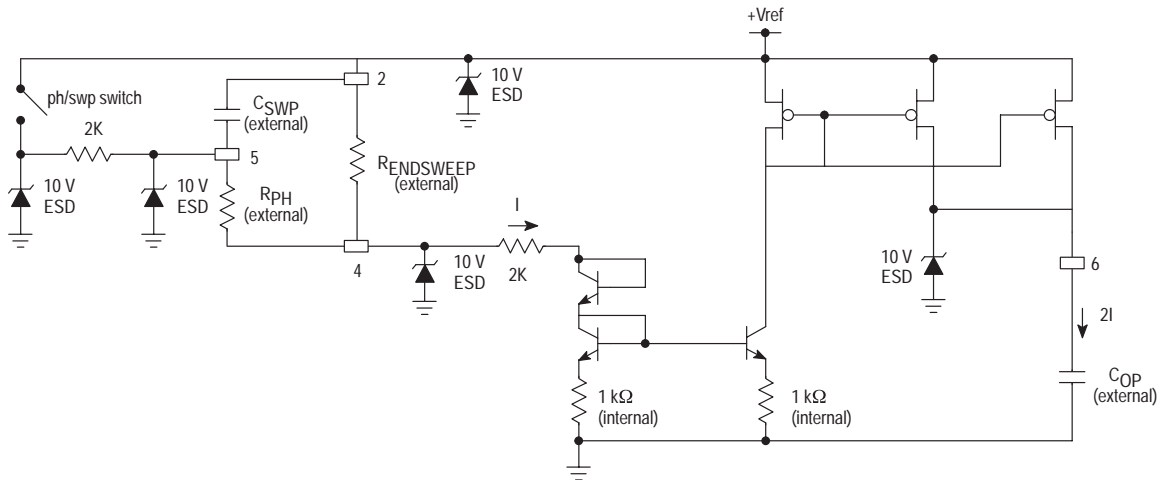 +Vref
ph/swp switch
2
10 V
ESD
CSWP
(external)
2K
5
RENDSWEEP
(external)
10 V
ESD
10 V
ESD
RPH
(external)
I
4
10 V
ESD
2K
10 V
ESD
6
2I
COP
(external)
1 kΩ
(internal)
1 kΩ
(internal)